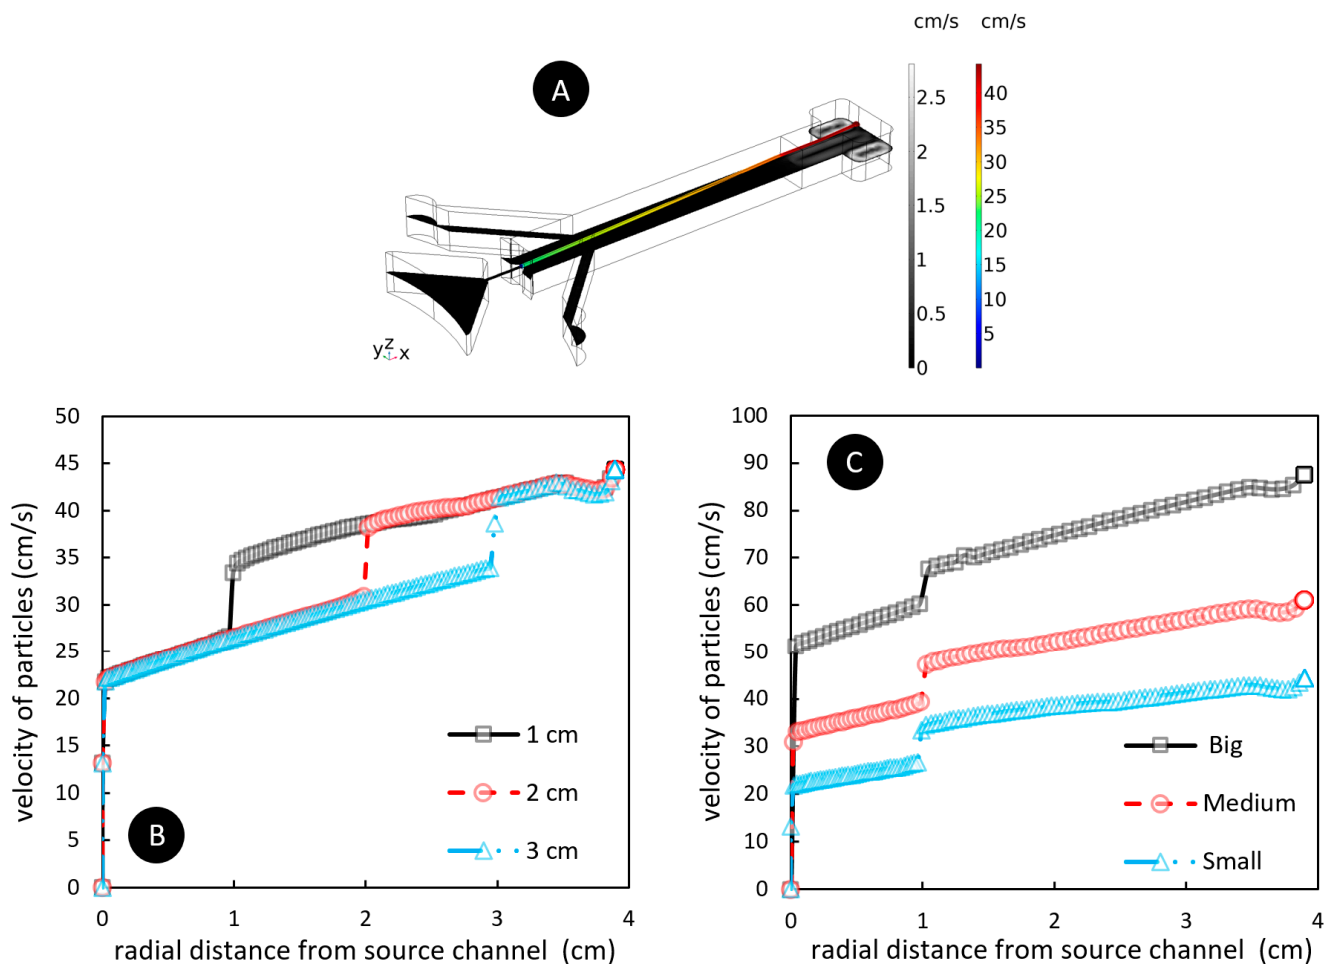 cm/s cm/s
A
2.5
2
1.5
1
0.5
0
40
35
30
25
20
15
10
5
y z x
50
45
40
35
30
25
20
15
10
5
0
velocity of particles (cm/s)
B
1 cm
2 cm
3 cm
0 1 2 3 4
radial distance from source channel (cm)
100
90
80
70
60
50
40
30
20
10
0
velocity of particles (cm/s)
C
Big
Medium
Small
0 1 2 3 4
radial distance from source channel (cm)